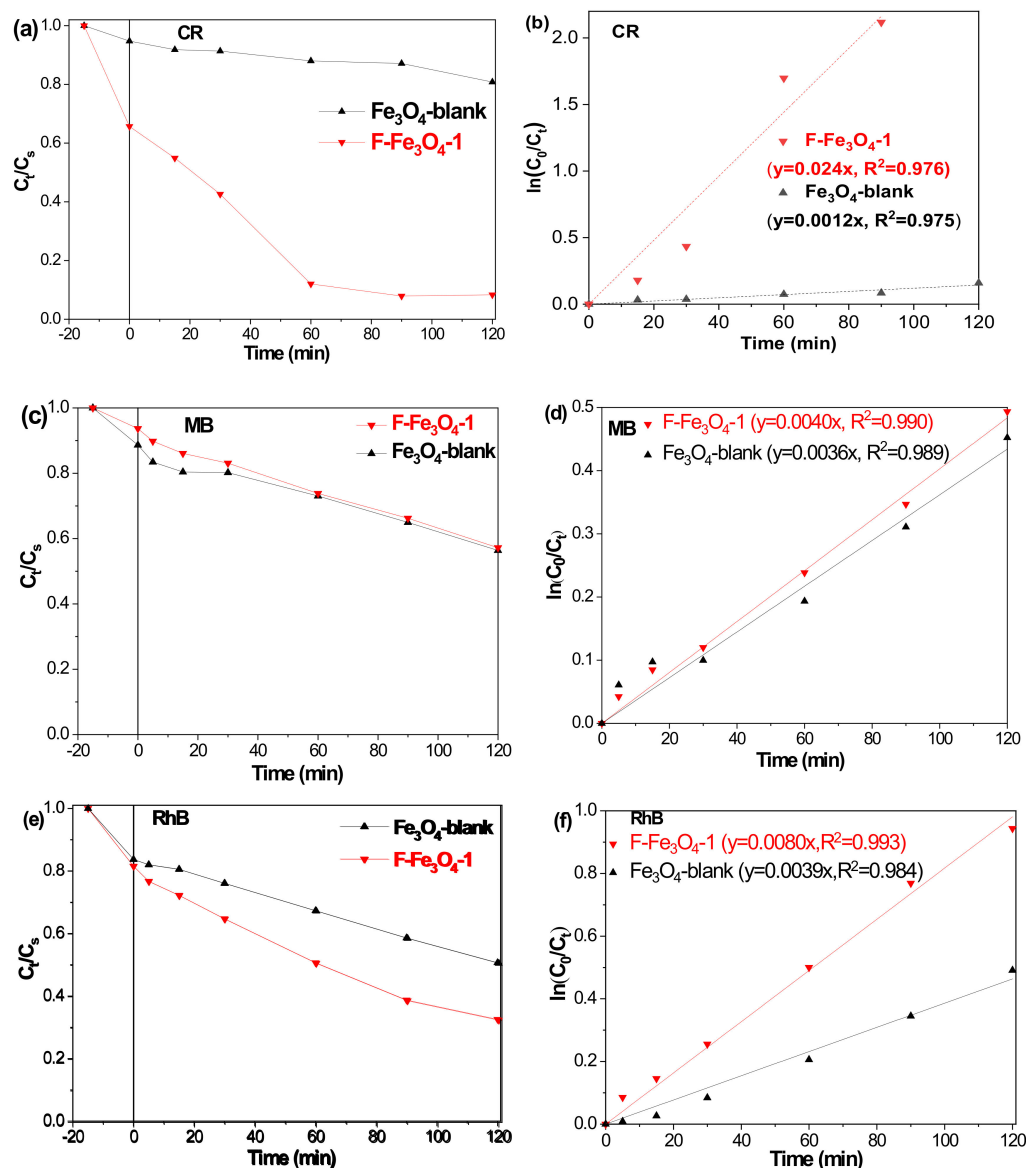 (a)
CR
Fe₃O₄-blank
F-Fe₃O₄-1
Cₜ/Cₛ
1.0
0.8
0.6
0.4
0.2
0.0
-20 0 20 40 60 80 100 120
Time (min)
(b)
CR
F-Fe₃O₄-1
(y=0.024x, R²=0.976)
Fe₃O₄-blank
(y=0.0012x, R²=0.975)
ln(C₀/Cₜ)
2.0
1.5
1.0
0.5
0.0
0 20 40 60 80 100 120
Time (min)
(c)
MB
F-Fe₃O₄-1
Fe₃O₄-blank
Cₜ/Cₛ
1.0
0.8
0.6
0.4
0.2
0.0
-20 0 20 40 60 80 100 120
Time (min)
(d)
MB
F-Fe₃O₄-1 (y=0.0040x, R²=0.990)
Fe₃O₄-blank (y=0.0036x, R²=0.989)
ln(C₀/Cₜ)
0.5
0.4
0.3
0.2
0.1
0.0
0 20 40 60 80 100 120
Time (min)
(e)
RhB
Fe₃O₄-blank
F-Fe₃O₄-1
Cₜ/Cₛ
1.0
0.8
0.6
0.4
0.2
0.0
-20 0 20 40 60 80 100 120
Time (min)
(f)
RhB
F-Fe₃O₄-1 (y=0.0080x,R²=0.993)
Fe₃O₄-blank (y=0.0039x,R²=0.984)
ln(C₀/Cₜ)
1.0
0.8
0.6
0.4
0.2
0.0
0 20 40 60 80 100 120
Time (min)